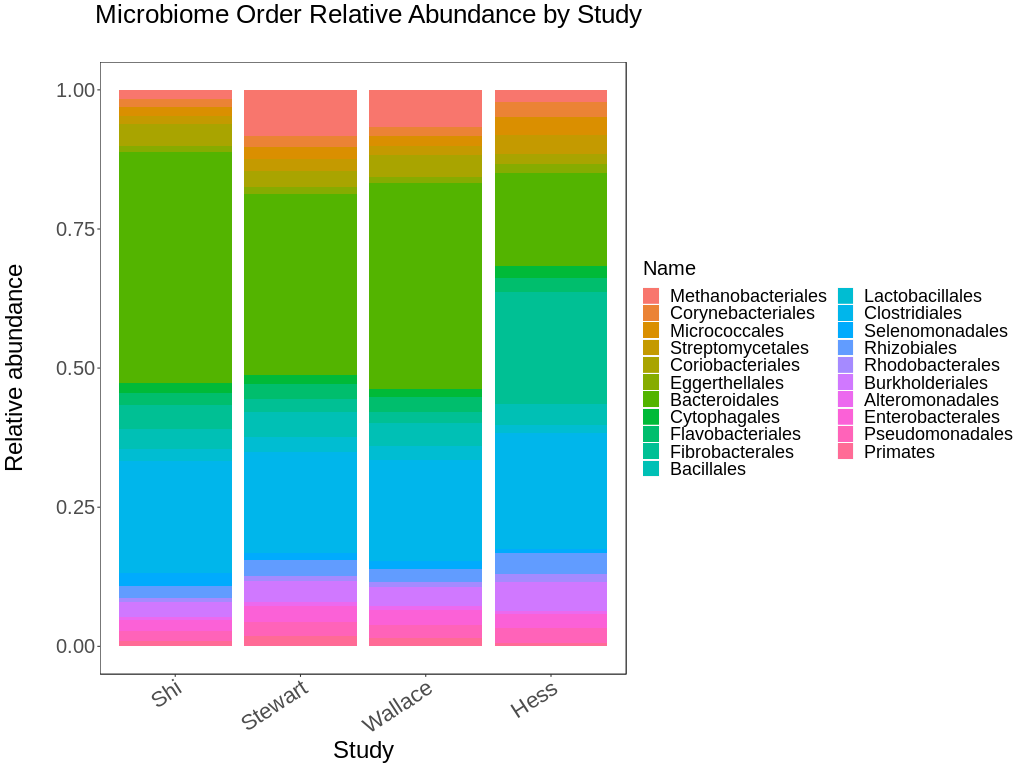 Microbiome Order Relative Abundance by Study
1.00
0.75
0.50
0.25
0.00
Relative abundance
Shi
Stewart
Wallace
Hess
Study
Name
Methanobacteriales
Corynebacteriales
Micrococcales
Streptomycetales
Coriobacteriales
Eggerthellales
Bacteroidales
Cytophagales
Flavobacteriales
Fibrobacterales
Bacillales
Lactobacillales
Clostridiales
Selenomonadales
Rhizobiales
Rhodobacterales
Burkholderiales
Alteromonadales
Enterobacterales
Pseudomonadales
Primates